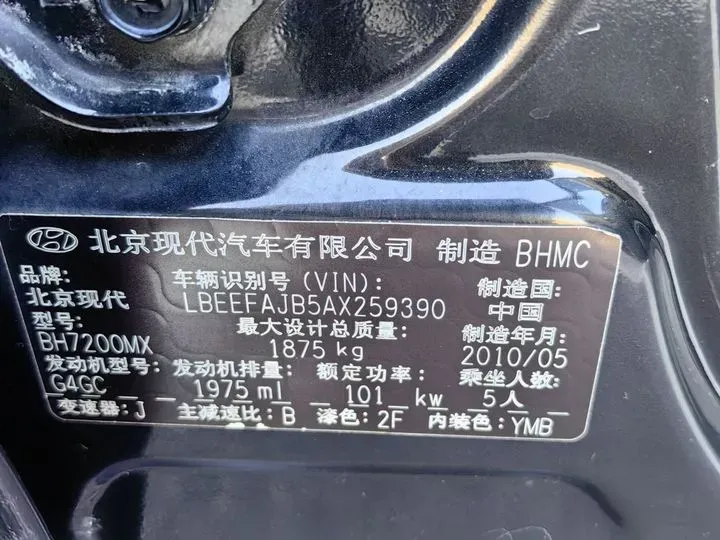 北京现代汽车有限公司 制造 BHMC
品牌: 车辆识别号 (VIN): 制造国:
北京现代 LBEEFAJB5AX259390 中国
型号: 最大设计总质量: 制造年月:
BH7200MX 1875 kg 2010/05
发动机型号: 发动机排量: 额定功率: 乘坐人数:
G4GC 1975 ml 101 kw 5人
变速器: J 主减速比: B 漆色: 2F 内装色: YMB